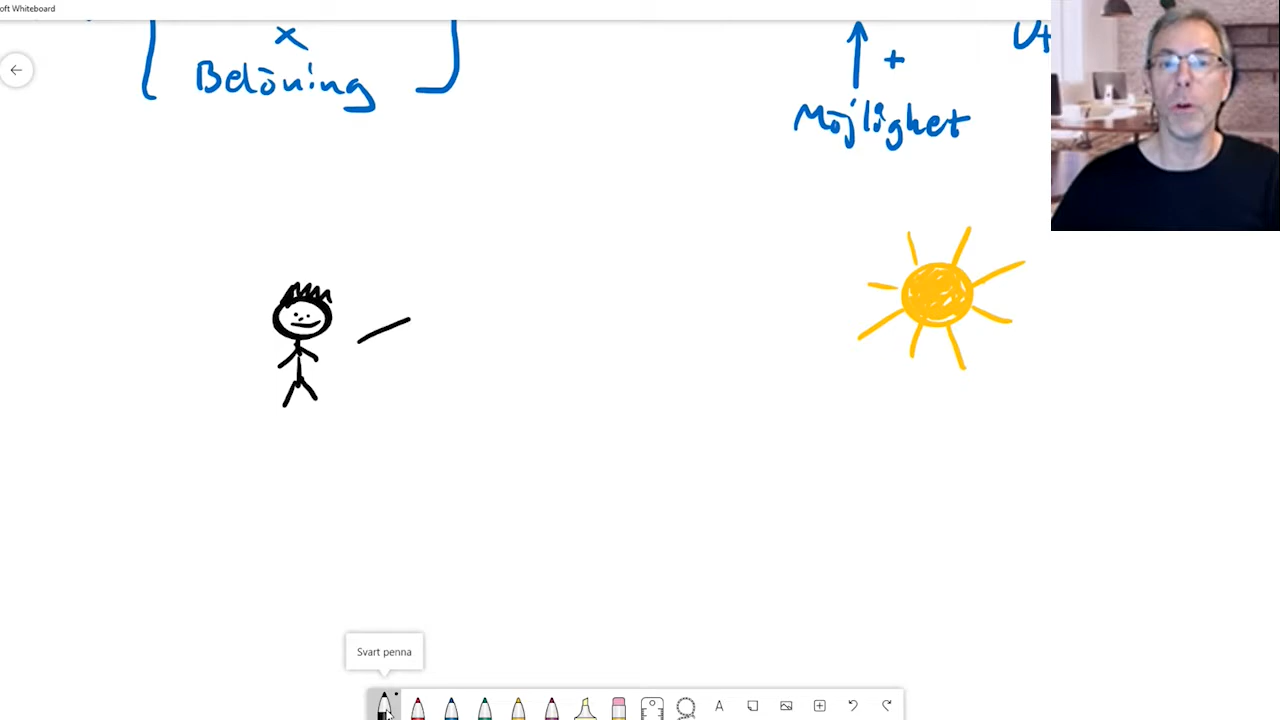 oft Whiteboard
x
Belöning
+
Möjlighet
Svart penna
A